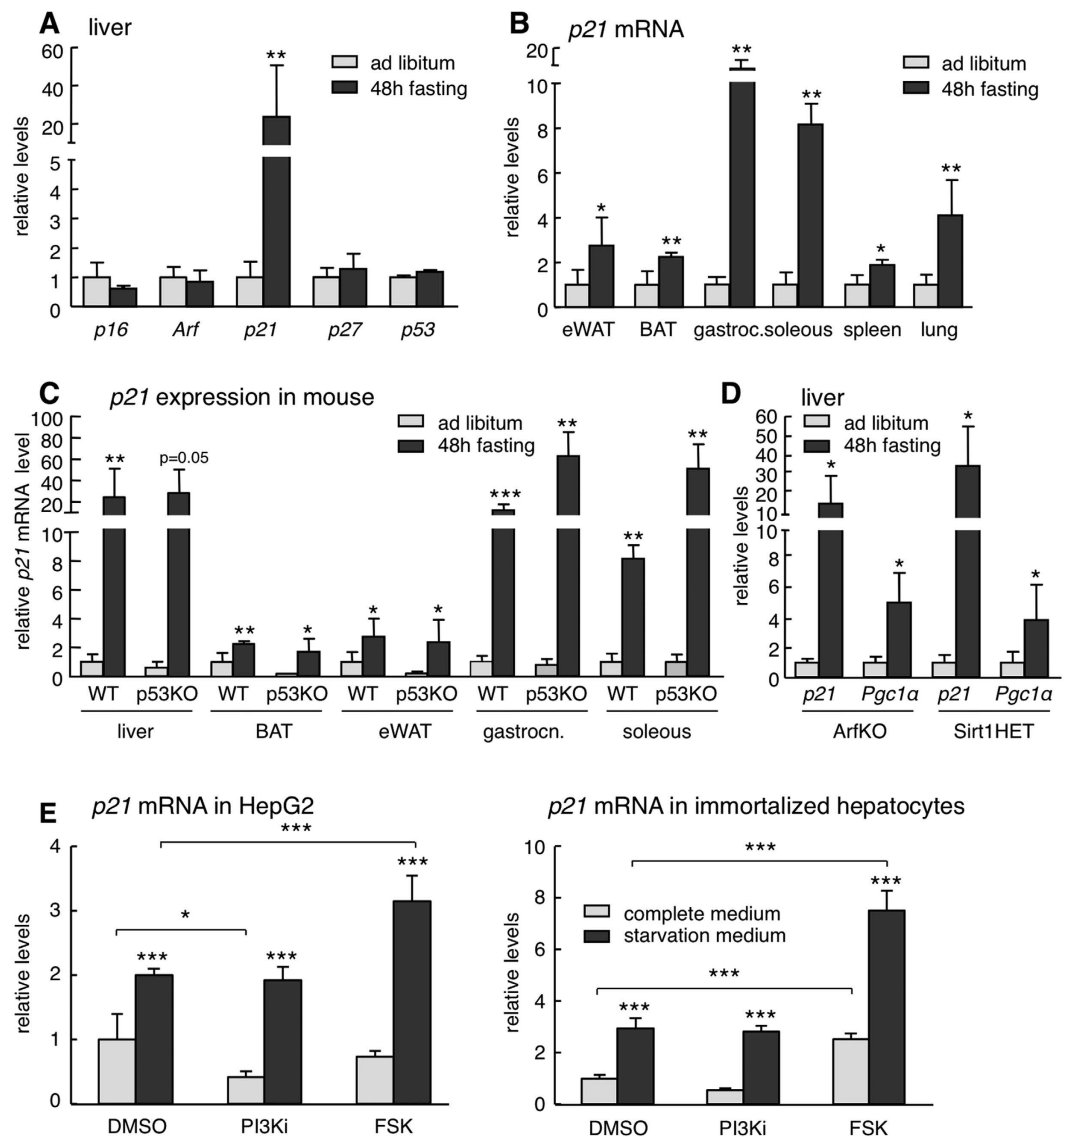 A liver
ad libitum
48h fasting
relative levels
60
40
20
5
4
3
2
1
0
**
p16 Arf p21 p27 p53
B p21 mRNA
ad libitum
48h fasting
relative levels
20
10
8
6
4
2
0
* ** ** ** * **
eWAT BAT gastroc. soleous spleen lung
C p21 expression in mouse
ad libitum
48h fasting
relative p21 mRNA level
100
80
60
40
20
10
8
6
4
2
0
** p=0.05 ** * * * *** ** ** **
WT p53KO WT p53KO WT p53KO WT p53KO WT p53KO
liver BAT eWAT gastrocn. soleous
D liver
ad libitum
48h fasting
relative levels
60
50
40
30
20
10
10
8
6
4
2
0
* * * *
p21 Pgc1α p21 Pgc1α
ArfKO Sirt1HET
E p21 mRNA in HepG2
relative levels
4
3
2
1
0
***
*
*** *** ***
DMSO PI3Ki FSK
p21 mRNA in immortalized hepatocytes
complete medium
starvation medium
relative levels
10
8
6
4
2
0
***
***
*** *** ***
DMSO PI3Ki FSK